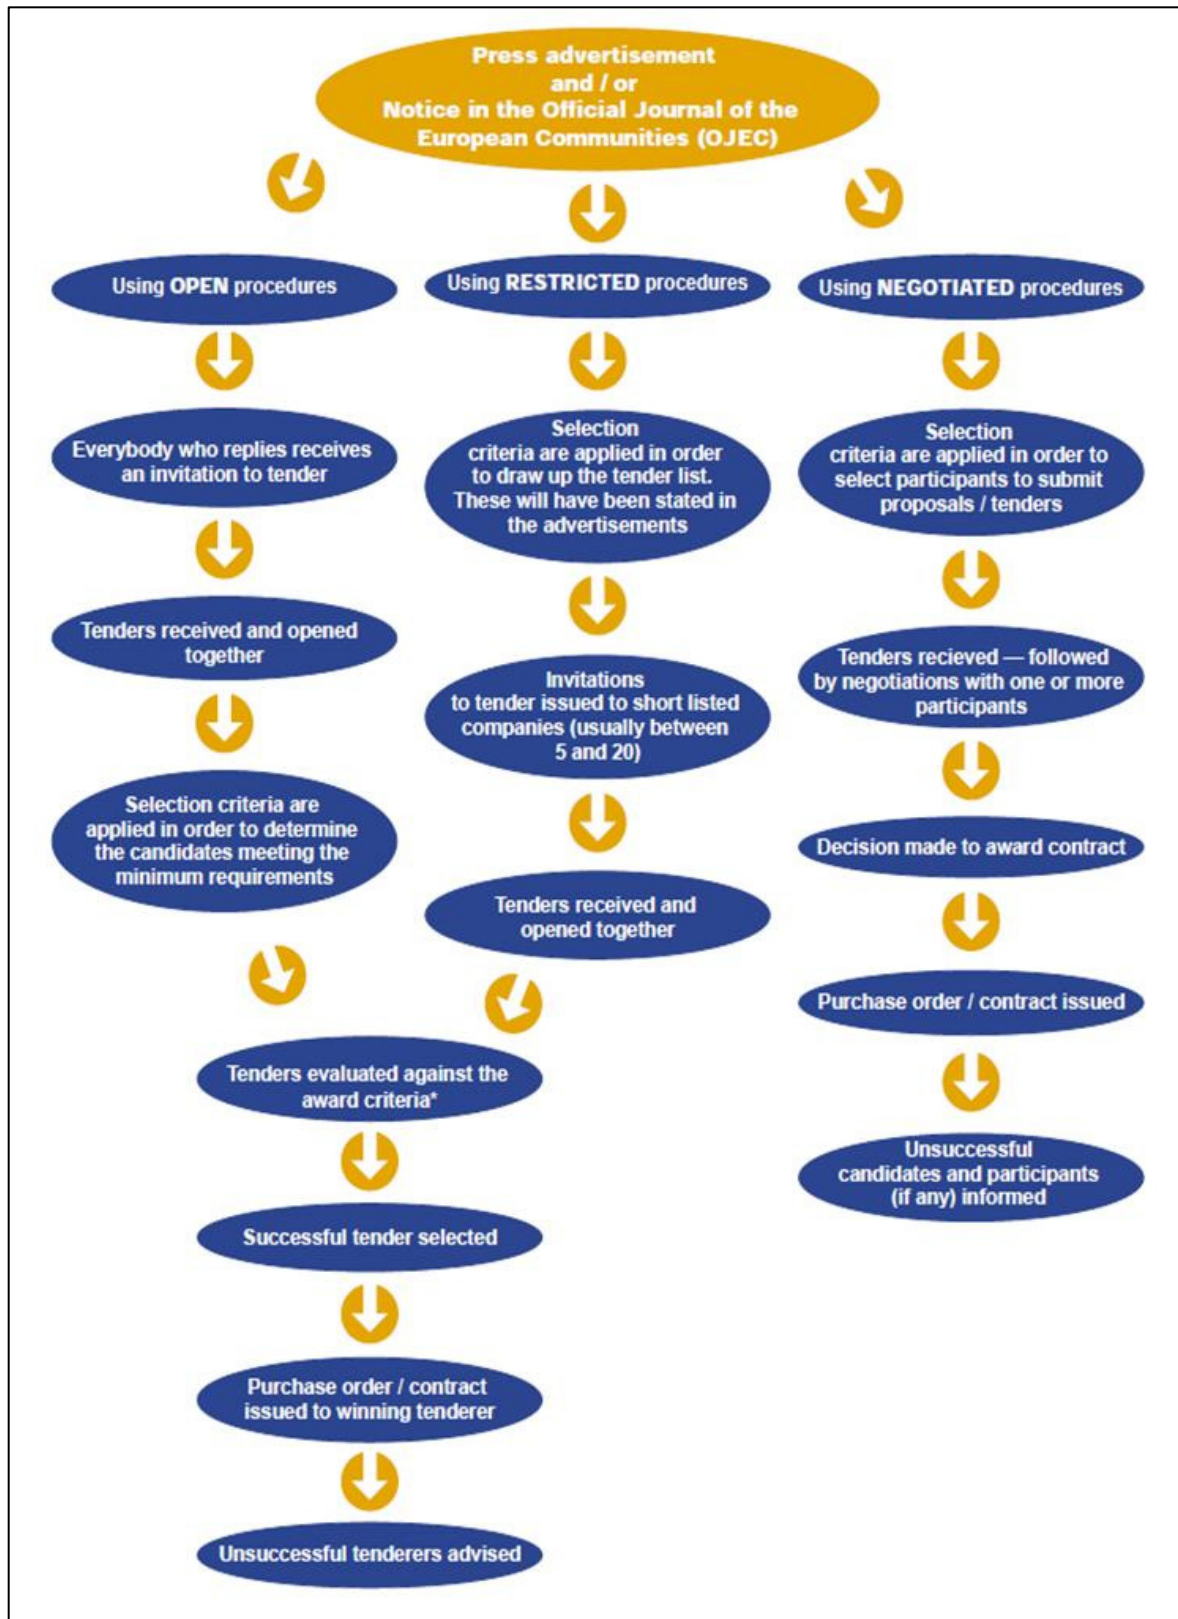 Press advertisement
and / or
Notice in the Official Journal of the
European Communities (OJEC)
Using OPEN procedures
Everybody who replies receives
an invitation to tender
Tenders received and opened
together
Selection criteria are
applied in order to determine
the candidates meeting the
minimum requirements
Using RESTRICTED procedures
Selection
criteria are applied in order
to draw up the tender list.
These will have been stated in
the advertisements
Invitations
to tender issued to short listed
companies (usually between
5 and 20)
Tenders received and
opened together
Tenders evaluated against the
award criteria*
Successful tender selected
Purchase order / contract
issued to winning tenderer
Unsuccessful tenderers advised
Using NEGOTIATED procedures
Selection
criteria are applied in order to
select participants to submit
proposals / tenders
Tenders recieved — followed
by negotiations with one or more
participants
Decision made to award contract
Purchase order / contract issued
Unsuccessful
candidates and participants
(if any) informed